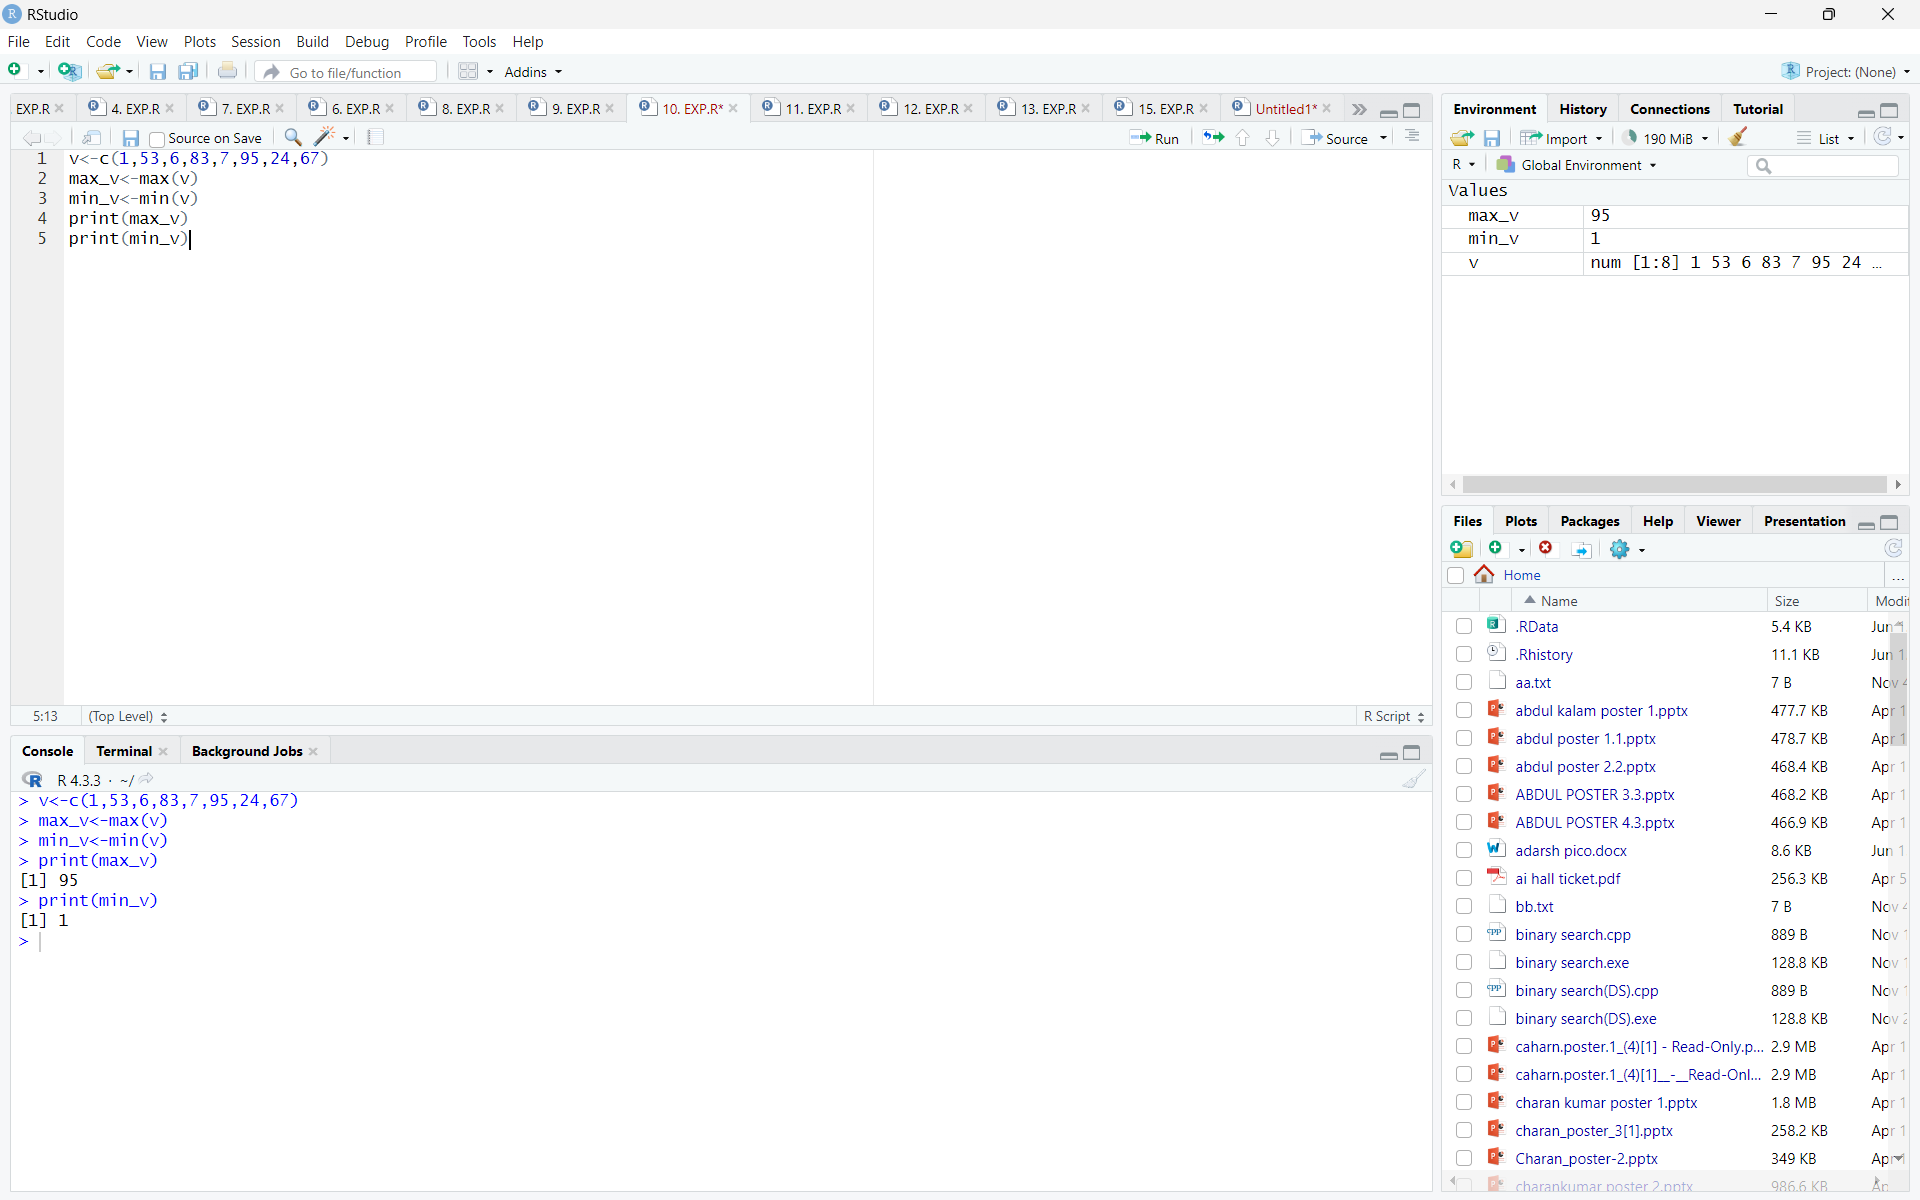 RStudio
File Edit Code View Plots Session Build Debug Profile Tools Help
Go to file/function Addins Project: (None)
EXP.R 4. EXP.R 7. EXP.R 6. EXP.R 8. EXP.R 9. EXP.R 10. EXP.R* 11. EXP.R 12. EXP.R 13. EXP.R 15. EXP.R Untitled1*
Source on Save Run Source
1 v<-c(1,53,6,83,7,95,24,67)
2 max_v<-max(v)
3 min_v<-min(v)
4 print(max_v)
5 print(min_v)
5:13 (Top Level) R Script
Console Terminal Background Jobs
R 4.3.3 · ~/
> v<-c(1,53,6,83,7,95,24,67)
> max_v<-max(v)
> min_v<-min(v)
> print(max_v)
[1] 95
> print(min_v)
[1] 1
>
Environment History Connections Tutorial
Import 190 MiB List
R Global Environment
Values
max_v 95
min_v 1
v num [1:8] 1 53 6 83 7 95 24 ...
Files Plots Packages Help Viewer Presentation
Home ...
Name Size Modi
.RData 5.4 KB Jun 1
.Rhistory 11.1 KB Jun 1
aa.txt 7 B Nov 4
abdul kalam poster 1.pptx 477.7 KB Apr 1
abdul poster 1.1.pptx 478.7 KB Apr 1
abdul poster 2.2.pptx 468.4 KB Apr 1
ABDUL POSTER 3.3.pptx 468.2 KB Apr 1
ABDUL POSTER 4.3.pptx 466.9 KB Apr 1
adarsh pico.docx 8.6 KB Jun 1
ai hall ticket.pdf 256.3 KB Apr 5
bb.txt 7 B Nov 4
binary search.cpp 889 B Nov 1
binary search.exe 128.8 KB Nov 1
binary search(DS).cpp 889 B Nov 1
binary search(DS).exe 128.8 KB Nov 2
caharn.poster.1_(4)[1] - Read-Only.p... 2.9 MB Apr 1
caharn.poster.1_(4)[1]__-__Read-Onl... 2.9 MB Apr 1
charan kumar poster 1.pptx 1.8 MB Apr 1
charan_poster_3[1].pptx 258.2 KB Apr 1
Charan_poster-2.pptx 349 KB Apr 1
charankumar poster 2.pptx 986.6 KB Apr